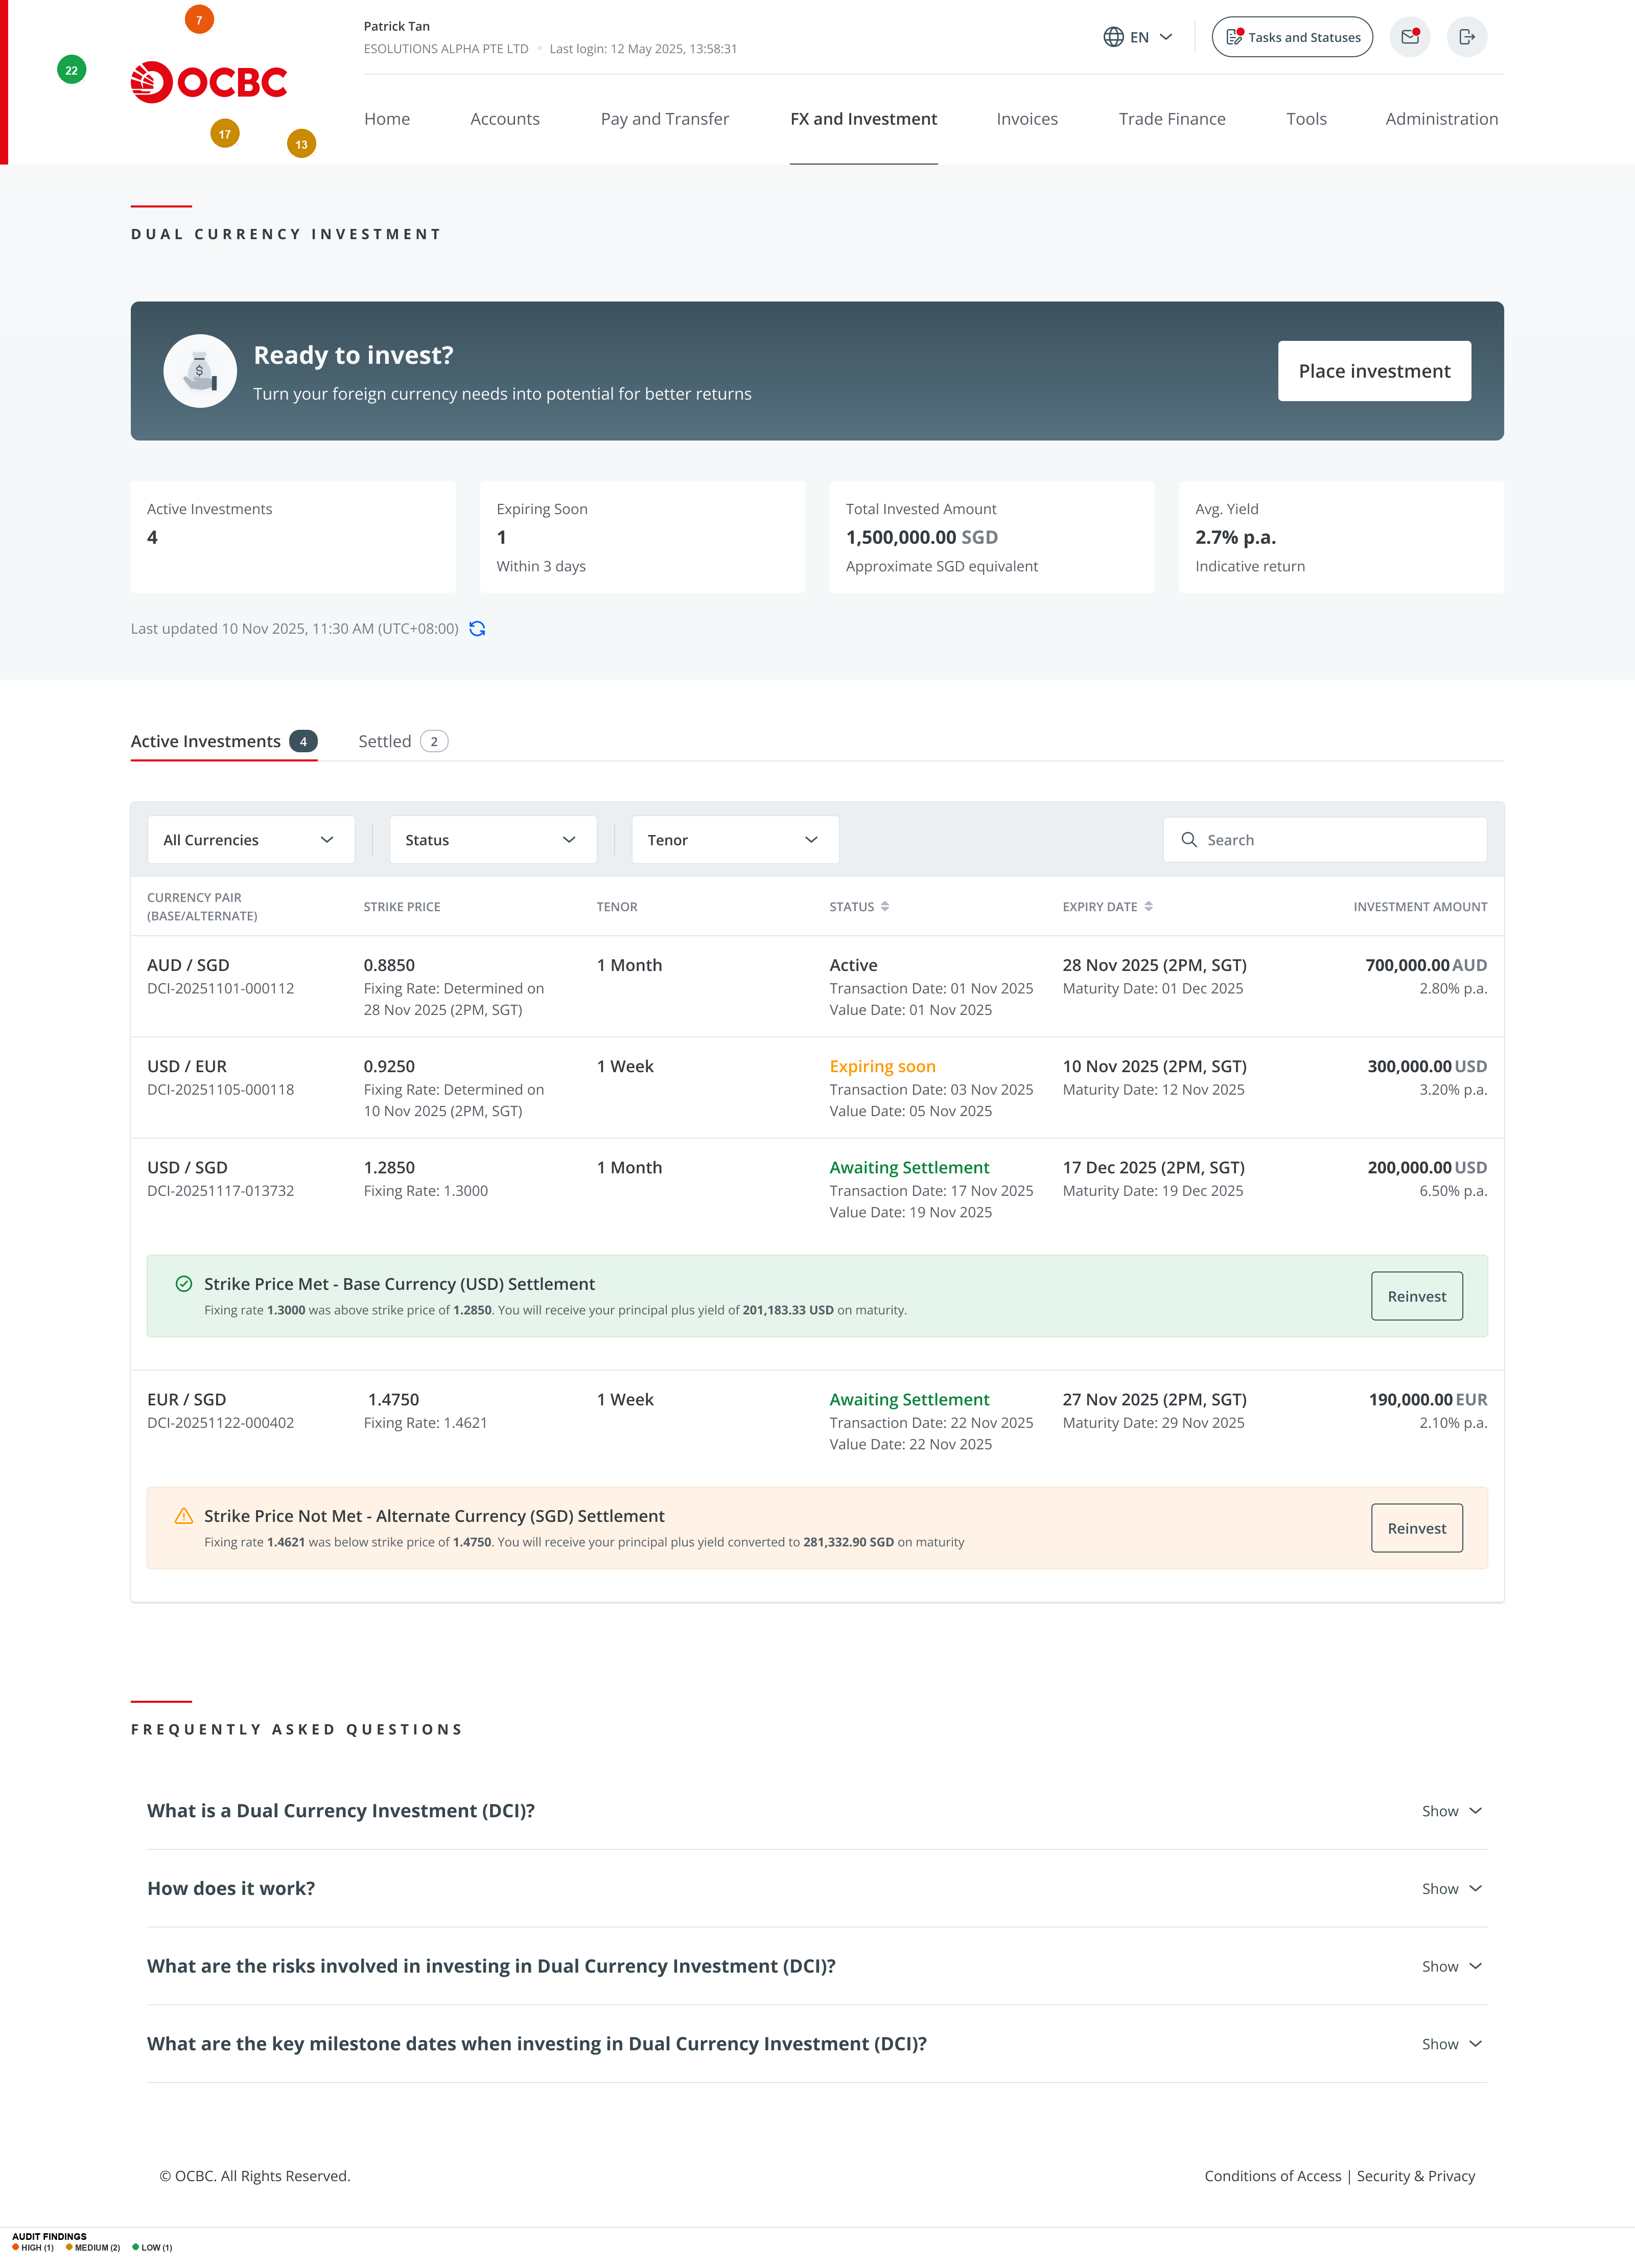 7
Patrick Tan
ESOLUTIONS ALPHA PTE LTD • Last login: 12 May 2025, 13:58:31
EN
Tasks and Statuses
22
OCBC
17
13
Home
Accounts
Pay and Transfer
FX and Investment
Invoices
Trade Finance
Tools
Administration
DUAL CURRENCY INVESTMENT
$
Ready to invest?
Turn your foreign currency needs into potential for better returns
Place investment
Active Investments
4
Expiring Soon
1
Within 3 days
Total Invested Amount
1,500,000.00 SGD
Approximate SGD equivalent
Avg. Yield
2.7% p.a.
Indicative return
Last updated 10 Nov 2025, 11:30 AM (UTC+08:00)
Active Investments 4
Settled 2
All Currencies
Status
Tenor
Search
CURRENCY PAIR
(BASE/ALTERNATE)
STRIKE PRICE
TENOR
STATUS
EXPIRY DATE
INVESTMENT AMOUNT
AUD / SGD
DCI-20251101-000112
0.8850
Fixing Rate: Determined on
28 Nov 2025 (2PM, SGT)
1 Month
Active
Transaction Date: 01 Nov 2025
Value Date: 01 Nov 2025
28 Nov 2025 (2PM, SGT)
Maturity Date: 01 Dec 2025
700,000.00 AUD
2.80% p.a.
USD / EUR
DCI-20251105-000118
0.9250
Fixing Rate: Determined on
10 Nov 2025 (2PM, SGT)
1 Week
Expiring soon
Transaction Date: 03 Nov 2025
Value Date: 05 Nov 2025
10 Nov 2025 (2PM, SGT)
Maturity Date: 12 Nov 2025
300,000.00 USD
3.20% p.a.
USD / SGD
DCI-20251117-013732
1.2850
Fixing Rate: 1.3000
1 Month
Awaiting Settlement
Transaction Date: 17 Nov 2025
Value Date: 19 Nov 2025
17 Dec 2025 (2PM, SGT)
Maturity Date: 19 Dec 2025
200,000.00 USD
6.50% p.a.
Strike Price Met - Base Currency (USD) Settlement
Fixing rate 1.3000 was above strike price of 1.2850. You will receive your principal plus yield of 201,183.33 USD on maturity.
Reinvest
EUR / SGD
DCI-20251122-000402
1.4750
Fixing Rate: 1.4621
1 Week
Awaiting Settlement
Transaction Date: 22 Nov 2025
Value Date: 22 Nov 2025
27 Nov 2025 (2PM, SGT)
Maturity Date: 29 Nov 2025
190,000.00 EUR
2.10% p.a.
Strike Price Not Met - Alternate Currency (SGD) Settlement
Fixing rate 1.4621 was below strike price of 1.4750. You will receive your principal plus yield converted to 281,332.90 SGD on maturity
Reinvest
FREQUENTLY ASKED QUESTIONS
What is a Dual Currency Investment (DCI)?
Show
How does it work?
Show
What are the risks involved in investing in Dual Currency Investment (DCI)?
Show
What are the key milestone dates when investing in Dual Currency Investment (DCI)?
Show
© OCBC. All Rights Reserved.
Conditions of Access | Security & Privacy
AUDIT FINDINGS
HIGH (1) MEDIUM (2) LOW (1)